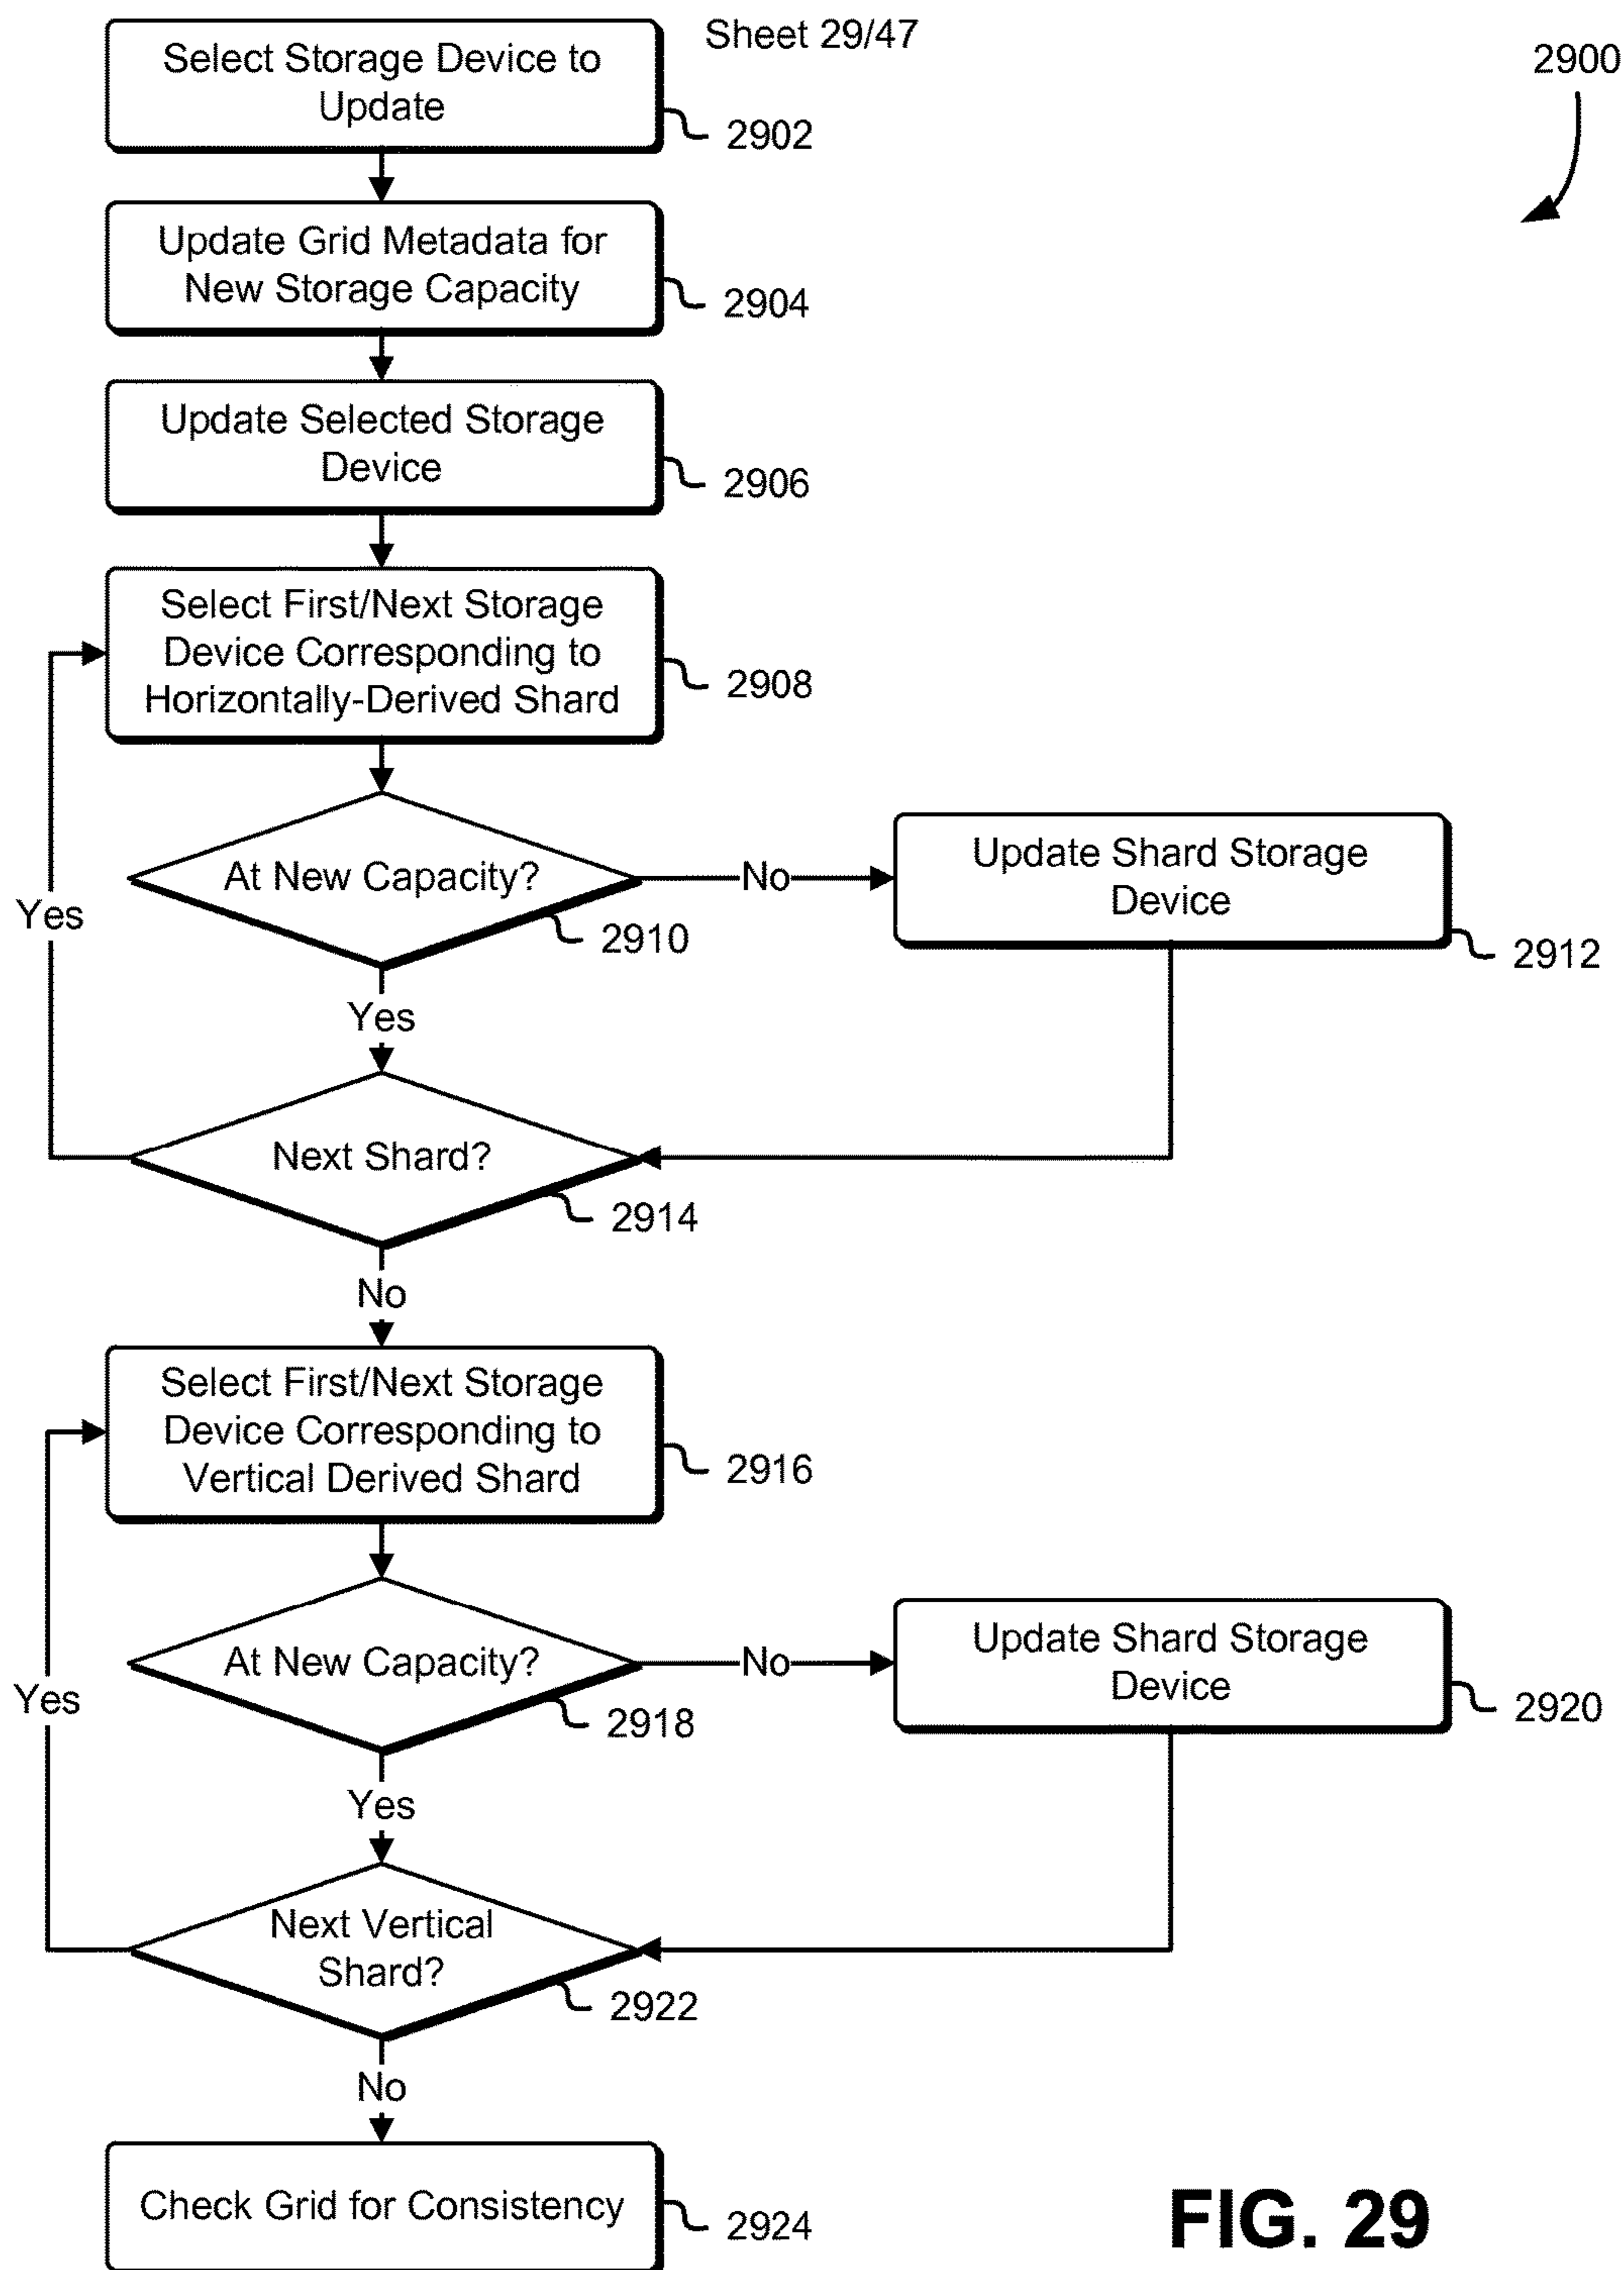 Sheet 29/47
2900
Select Storage Device to
Update
2902
Update Grid Metadata for
New Storage Capacity
2904
Update Selected Storage
Device
2906
Select First/Next Storage
Device Corresponding to
Horizontally-Derived Shard
2908
At New Capacity?
No
2910
Update Shard Storage
Device
2912
Yes
Yes
Next Shard?
2914
No
Select First/Next Storage
Device Corresponding to
Vertical Derived Shard
2916
At New Capacity?
No
2918
Update Shard Storage
Device
2920
Yes
Yes
Next Vertical
Shard?
2922
No
Check Grid for Consistency
2924
FIG. 29